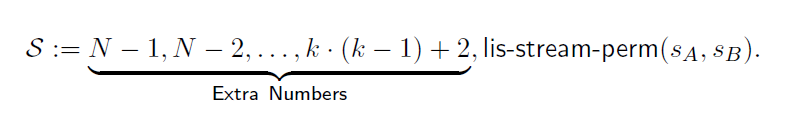 𝒮 := N − 1, N − 2, . . . , k · (k − 1) + 2, lis-stream-perm(s_A, s_B).
Extra Numbers